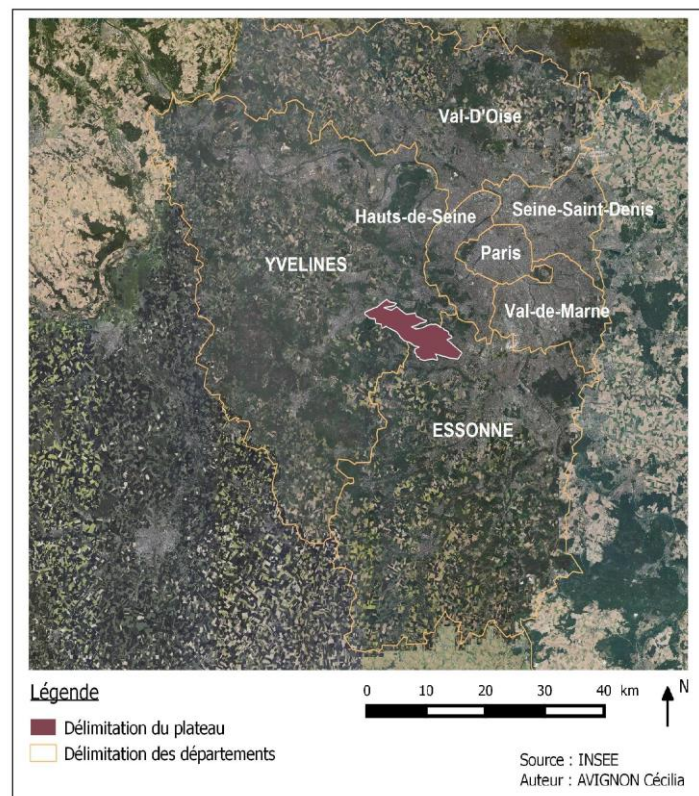 Val-D'Oise
Hauts-de-Seine
Seine-Saint-Denis
Paris
YVELINES
Val-de-Marne
ESSONNE
Légende
Délimitation du plateau
Délimitation des départements
0 10 20 30 40 km
N
Source : INSEE
Auteur : AVIGNON Cécilia